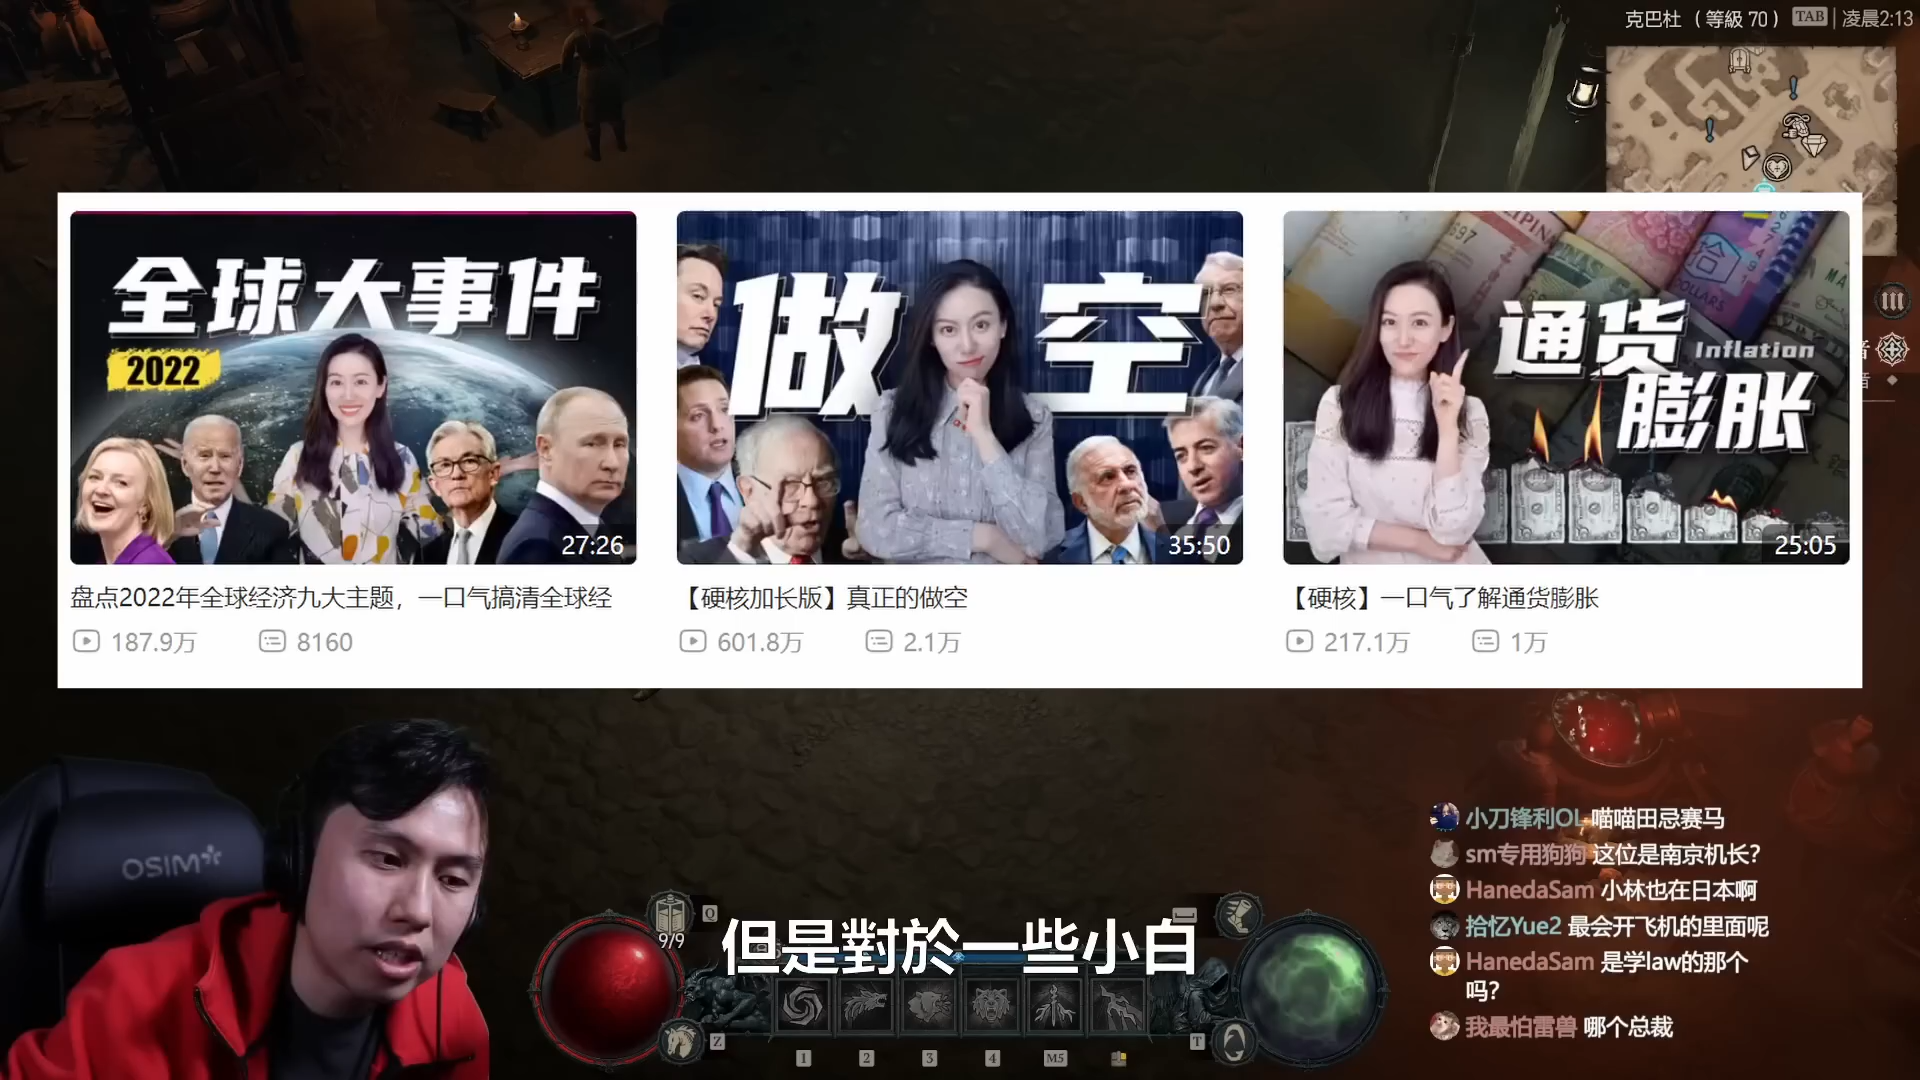 克巴杜 （等級 70） TAB 凌晨2:13
全球大事件
2022
27:26
盘点2022年全球经济九大主题，一口气搞清全球经
187.9万 8160
做空
35:50
【硬核加长版】真正的做空
601.8万 2.1万
通货
Inflation
膨胀
25:05
【硬核】一口气了解通货膨胀
217.1万 1万
OSIM
小刀锋利OL 喵喵田忌赛马
sm专用狗狗 这位是南京机长?
HanedaSam 小林也在日本啊
拾忆Yue2 最会开飞机的里面呢
HanedaSam 是学law的那个
吗?
我最怕雷兽 哪个总裁
9/9 Q
但是對於一些小白
Z T
1 2 3 4 M5